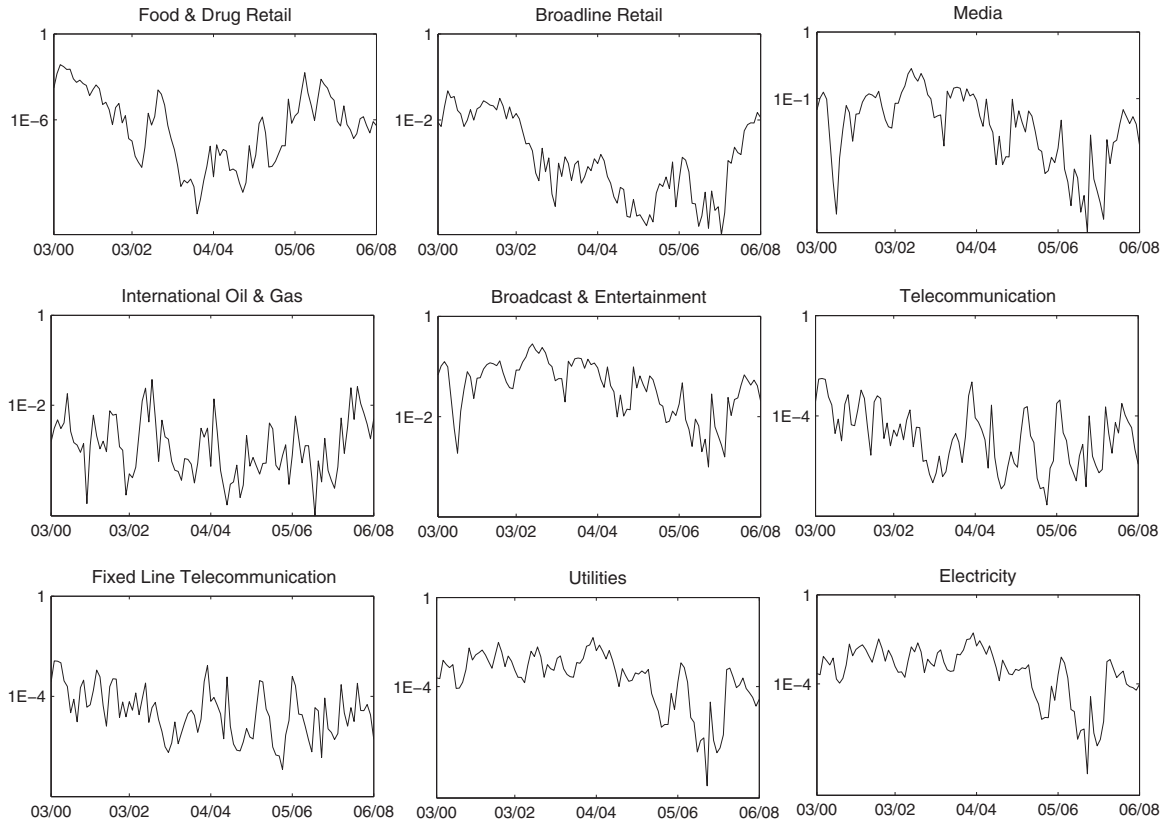 Food & Drug Retail
1
1E−6
03/00 03/02 04/04 05/06 06/08
Broadline Retail
1
1E−2
03/00 03/02 04/04 05/06 06/08
Media
1
1E−1
03/00 03/02 04/04 05/06 06/08
International Oil & Gas
1
1E−2
03/00 03/02 04/04 05/06 06/08
Broadcast & Entertainment
1
1E−2
03/00 03/02 04/04 05/06 06/08
Telecommunication
1
1E−4
03/00 03/02 04/04 05/06 06/08
Fixed Line Telecommunication
1
1E−4
03/00 03/02 04/04 05/06 06/08
Utilities
1
1E−4
03/00 03/02 04/04 05/06 06/08
Electricity
1
1E−4
03/00 03/02 04/04 05/06 06/08